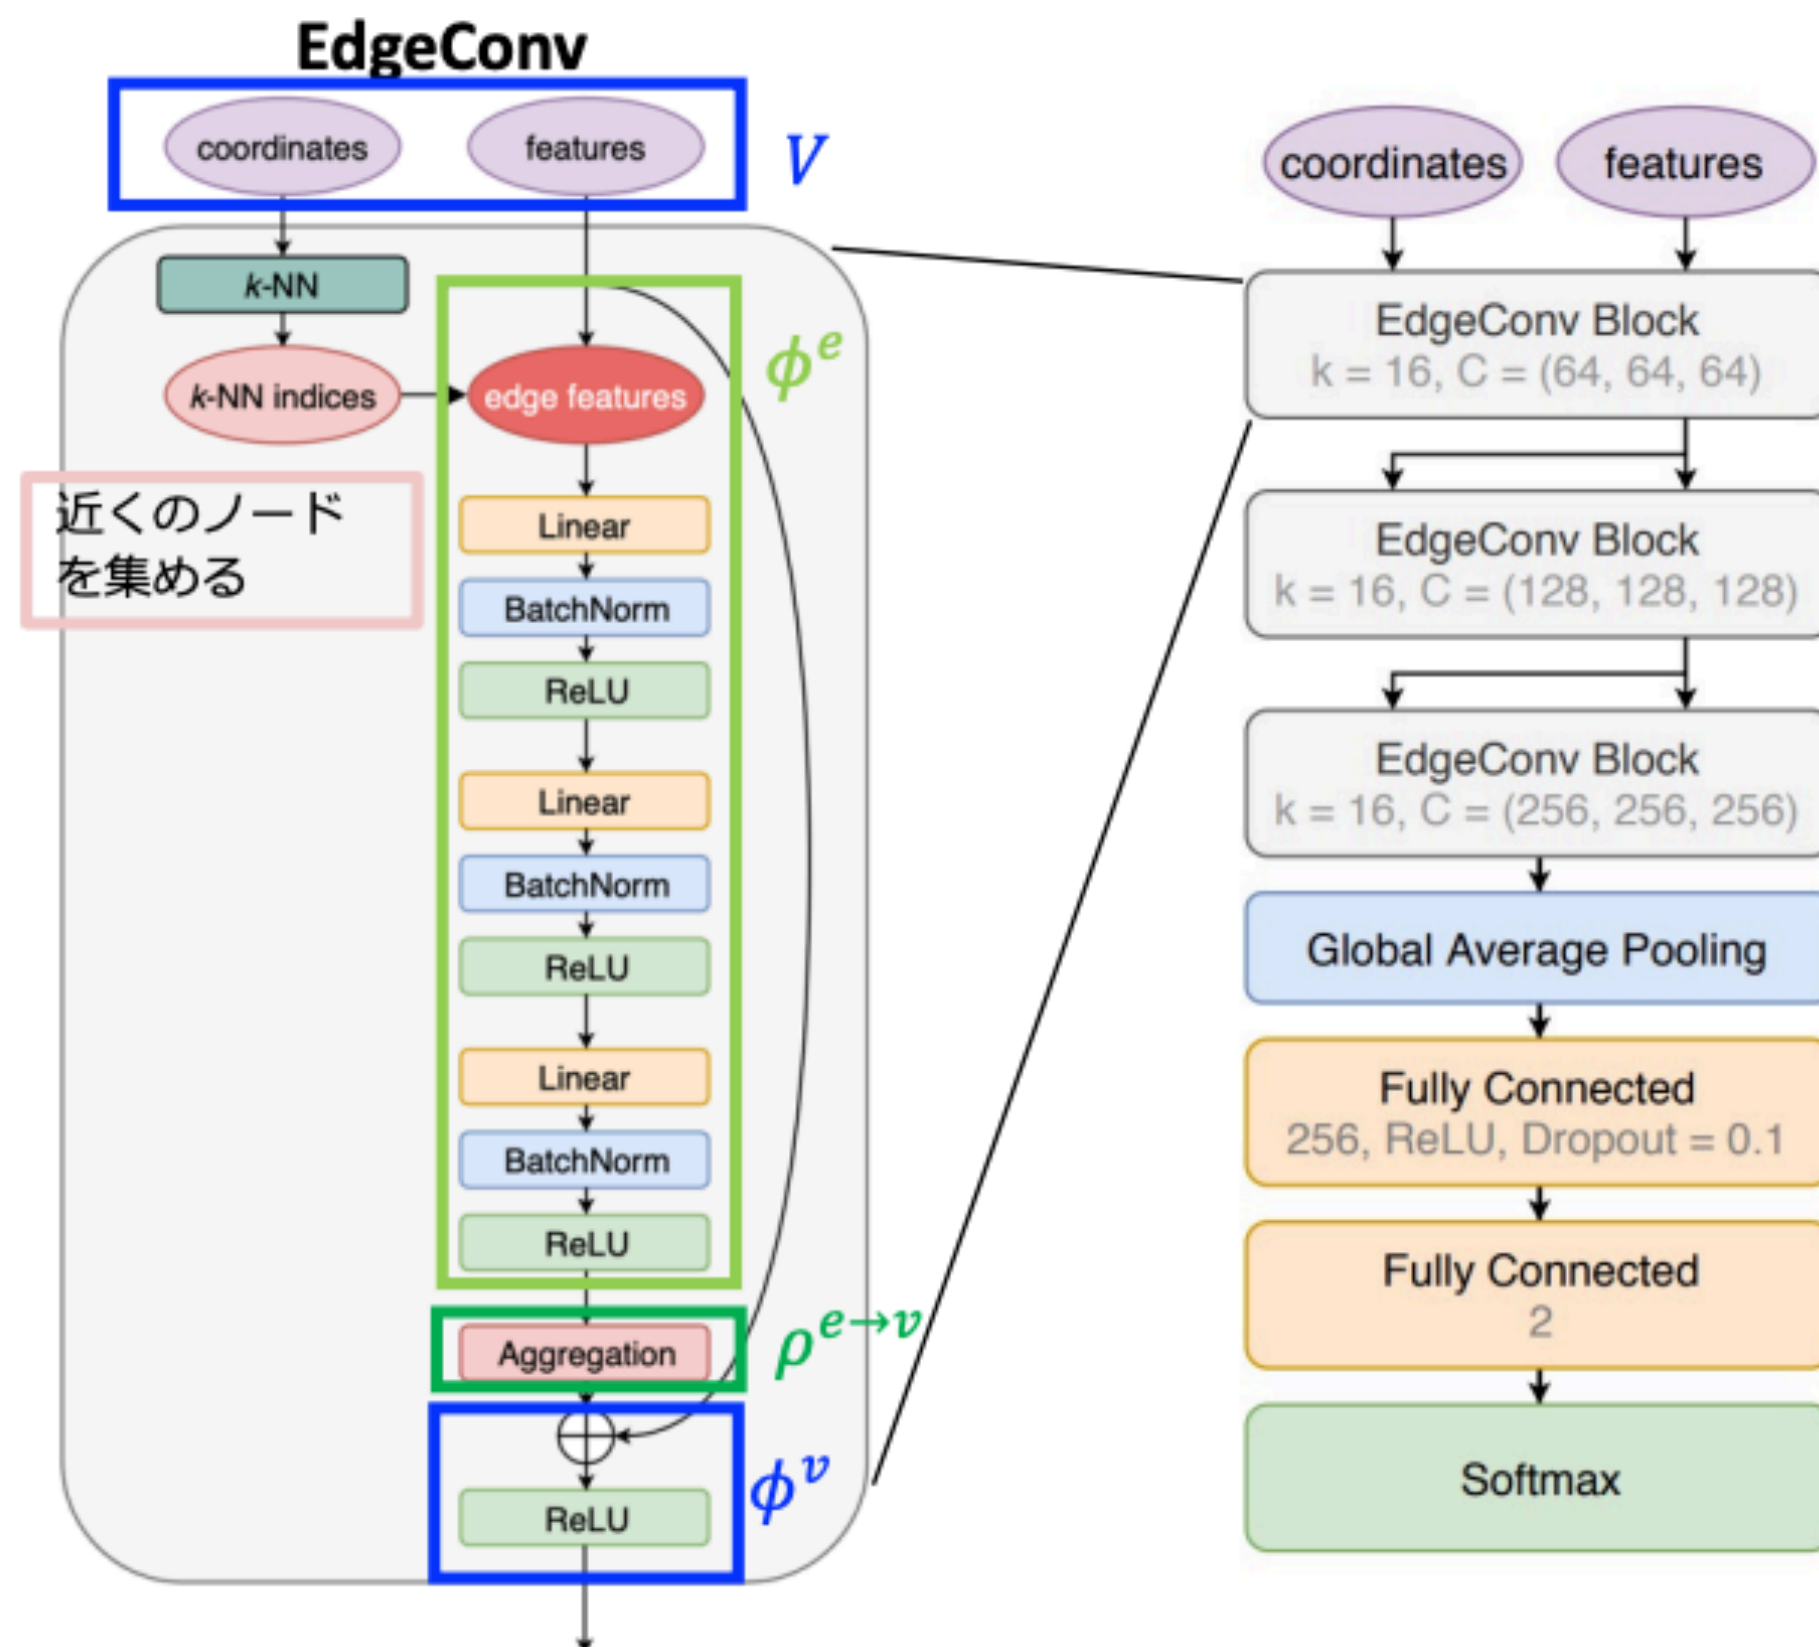 EdgeConv
coordinates
features
V
k-NN
k-NN indices
edge features
ϕᵉ
近くのノード
を集める
Linear
BatchNorm
ReLU
Linear
BatchNorm
ReLU
Linear
BatchNorm
ReLU
Aggregation
ρᵉ→ᵛ
ϕᵛ
ReLU
coordinates
features
EdgeConv Block
k = 16, C = (64, 64, 64)
EdgeConv Block
k = 16, C = (128, 128, 128)
EdgeConv Block
k = 16, C = (256, 256, 256)
Global Average Pooling
Fully Connected
256, ReLU, Dropout = 0.1
Fully Connected
2
Softmax